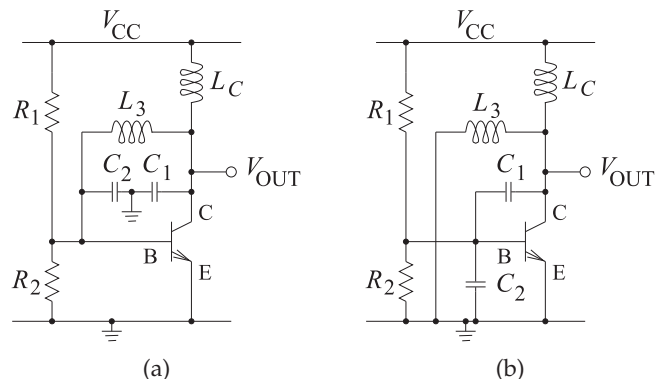 V_CC
L_C
L_3
R_1
C_2 C_1
V_OUT
C
B
E
R_2
(a)
V_CC
L_C
L_3
R_1
C_1
V_OUT
C
B
E
R_2
C_2
(b)